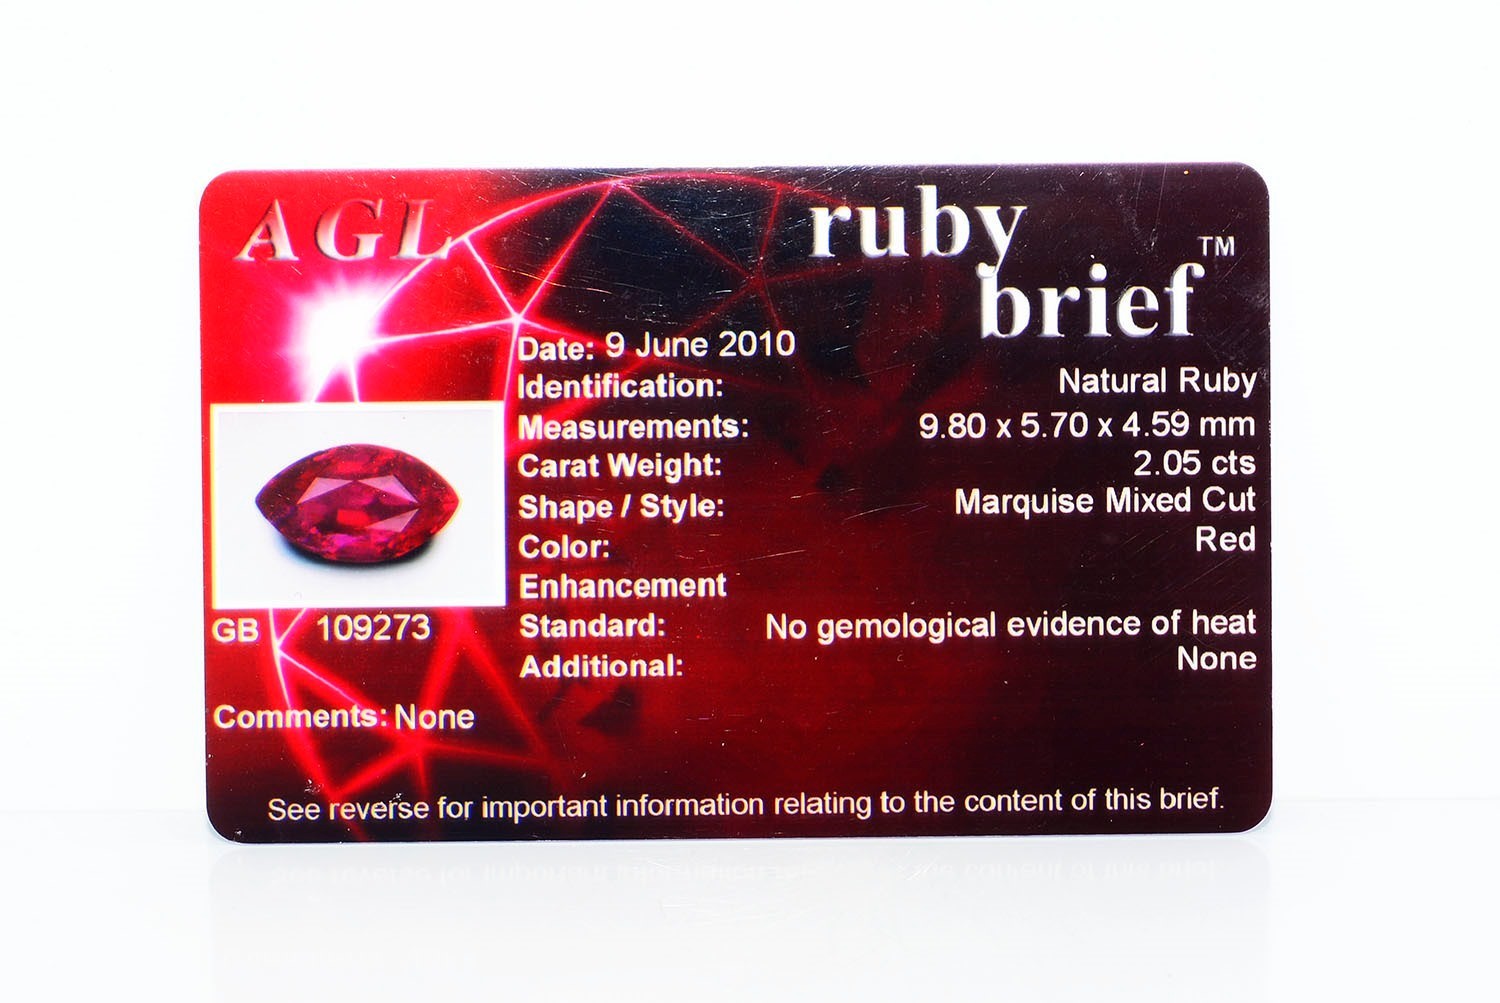 AGL
ruby
brief™
Date: 9 June 2010
Identification: Natural Ruby
Measurements: 9.80 x 5.70 x 4.59 mm
Carat Weight: 2.05 cts
Shape / Style: Marquise Mixed Cut
Color: Red
Enhancement
Standard: No gemological evidence of heat
Additional: None
GB 109273
Comments: None
See reverse for important information relating to the content of this brief.